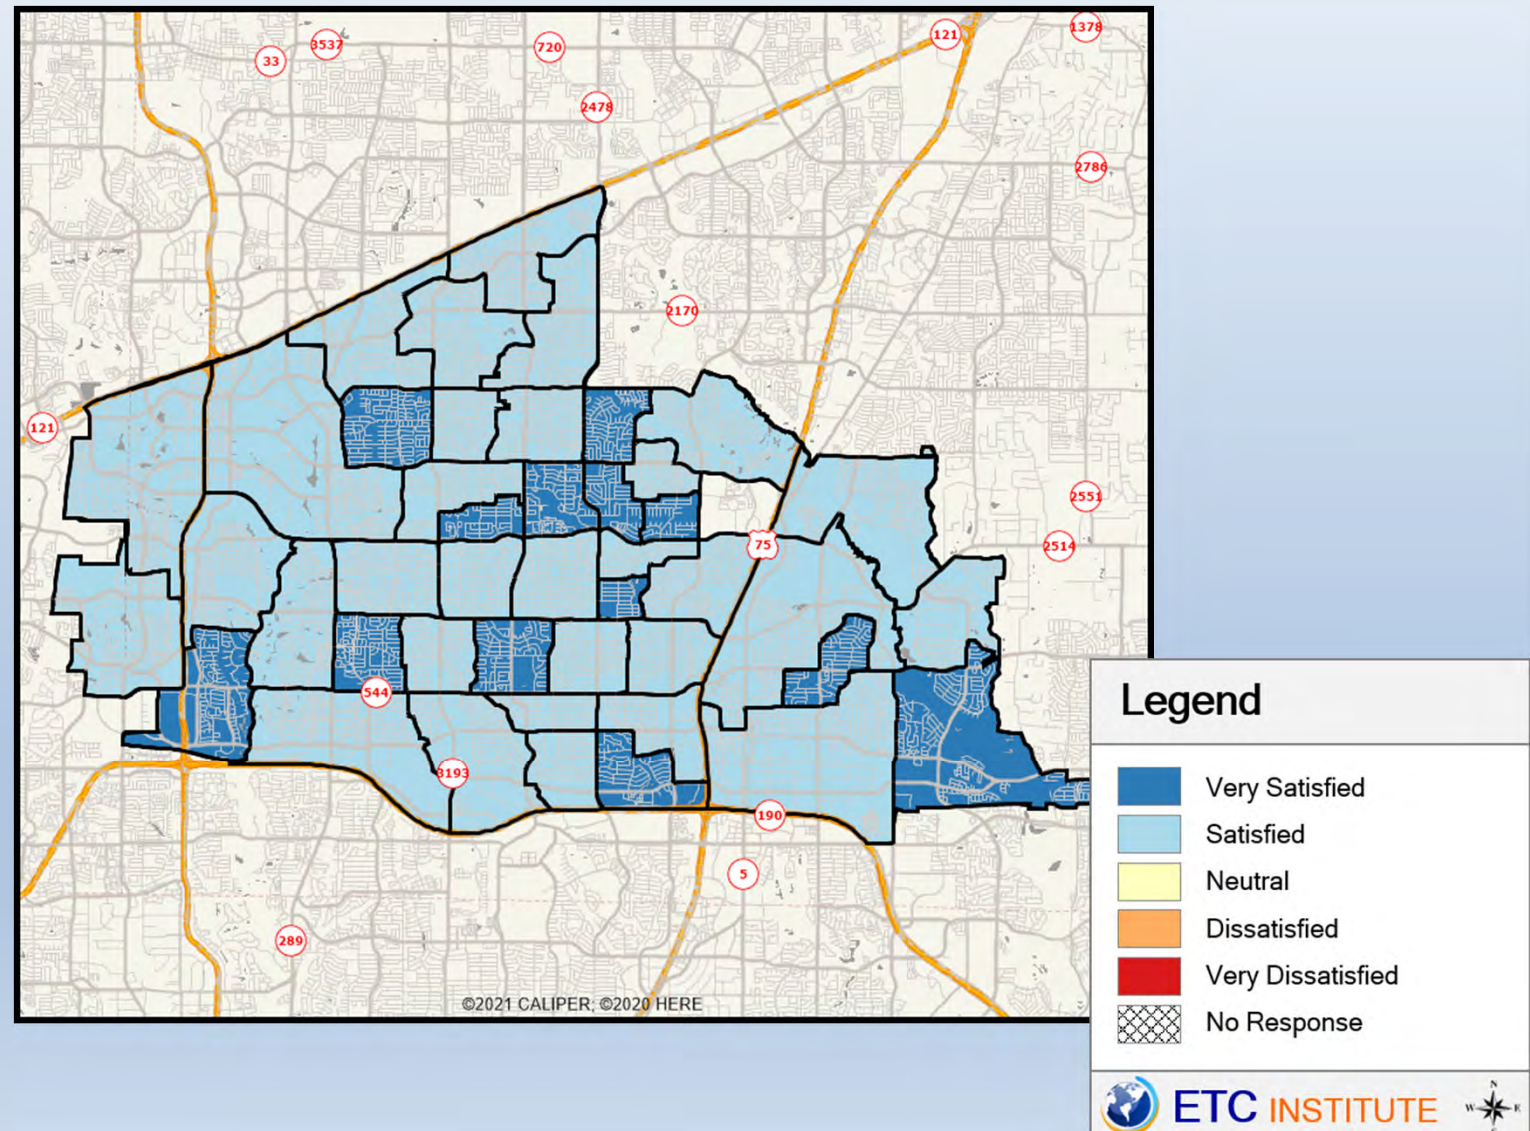 121
1378
3537
720
33
2478
2786
2170
121
2551
75
2514
544
3193
190
5
289
©2021 CALIPER; ©2020 HERE
Legend
Very Satisfied
Satisfied
Neutral
Dissatisfied
Very Dissatisfied
No Response
ETC INSTITUTE
N
W
E